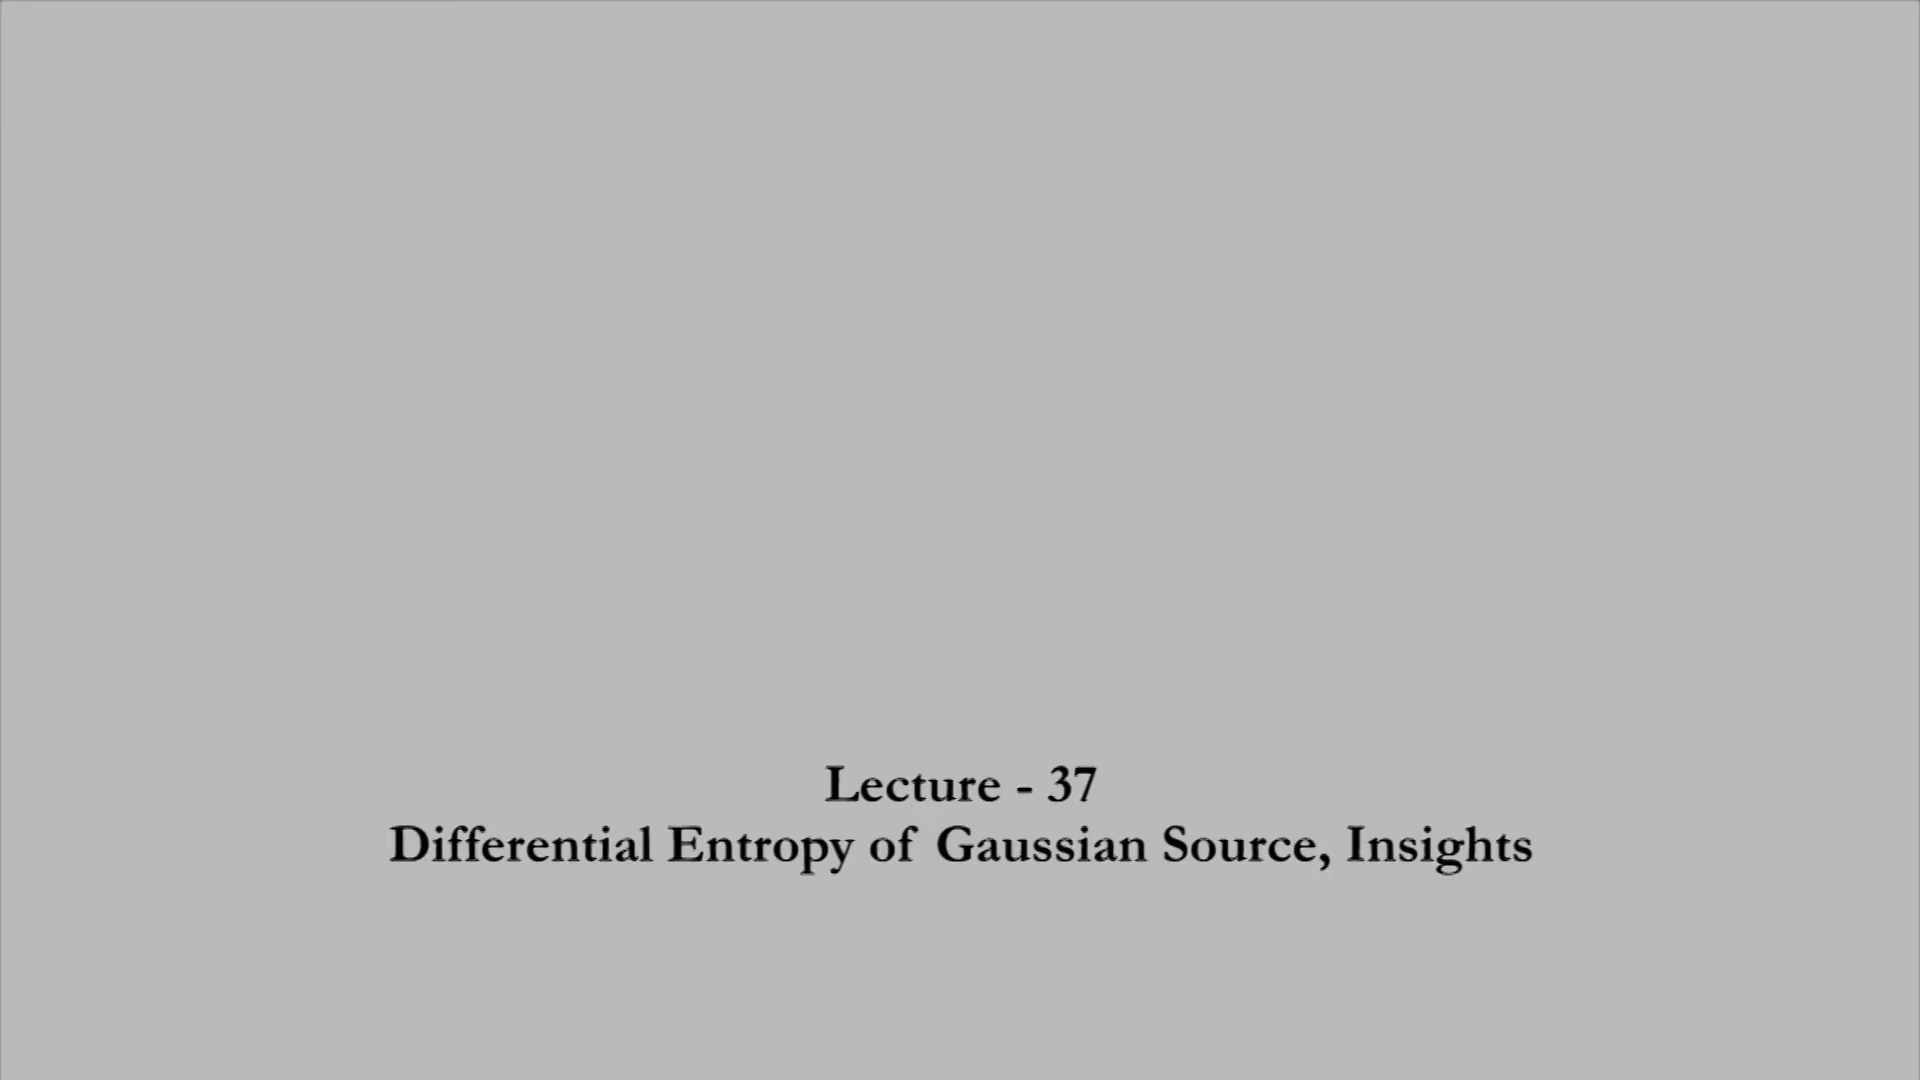 Lecture - 37
Differential Entropy of Gaussian Source, Insights